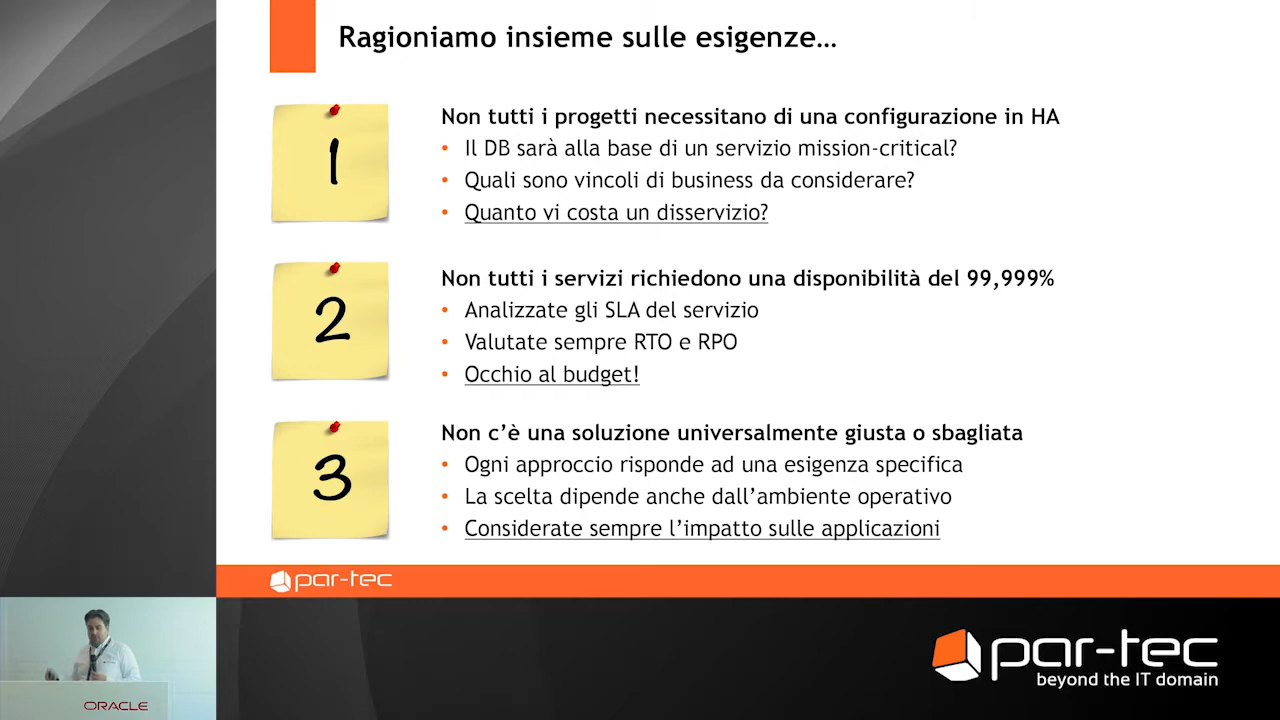 Ragioniamo insieme sulle esigenze…
1
Non tutti i progetti necessitano di una configurazione in HA
• Il DB sarà alla base di un servizio mission-critical?
• Quali sono vincoli di business da considerare?
• Quanto vi costa un disservizio?
2
Non tutti i servizi richiedono una disponibilità del 99,999%
• Analizzate gli SLA del servizio
• Valutate sempre RTO e RPO
• Occhio al budget!
3
Non c’è una soluzione universalmente giusta o sbagliata
• Ogni approccio risponde ad una esigenza specifica
• La scelta dipende anche dall’ambiente operativo
• Considerate sempre l’impatto sulle applicazioni
par-tec
par-tec
beyond the IT domain
ORACLE